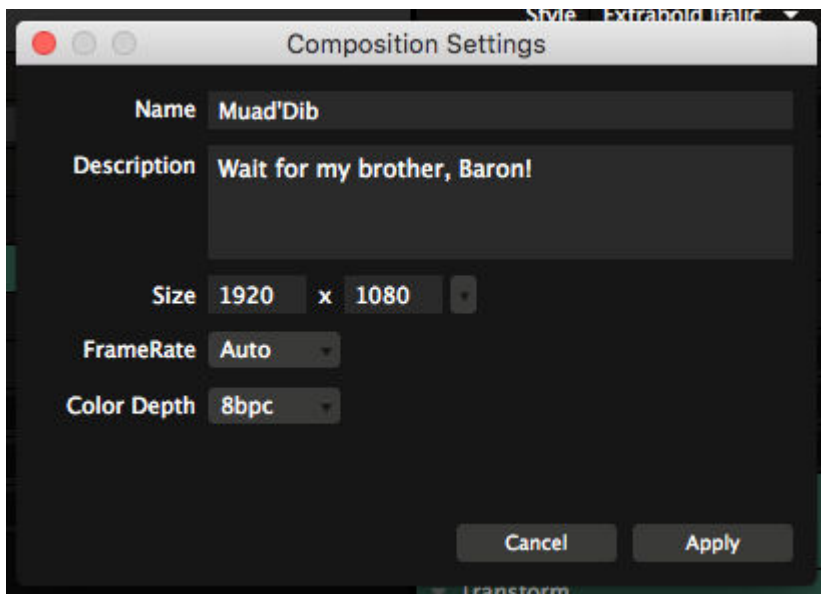 Style Extrabold Italic
Composition Settings
Name Muad'Dib
Description Wait for my brother, Baron!
Size 1920 x 1080
FrameRate Auto
Color Depth 8bpc
Cancel Apply
Transform